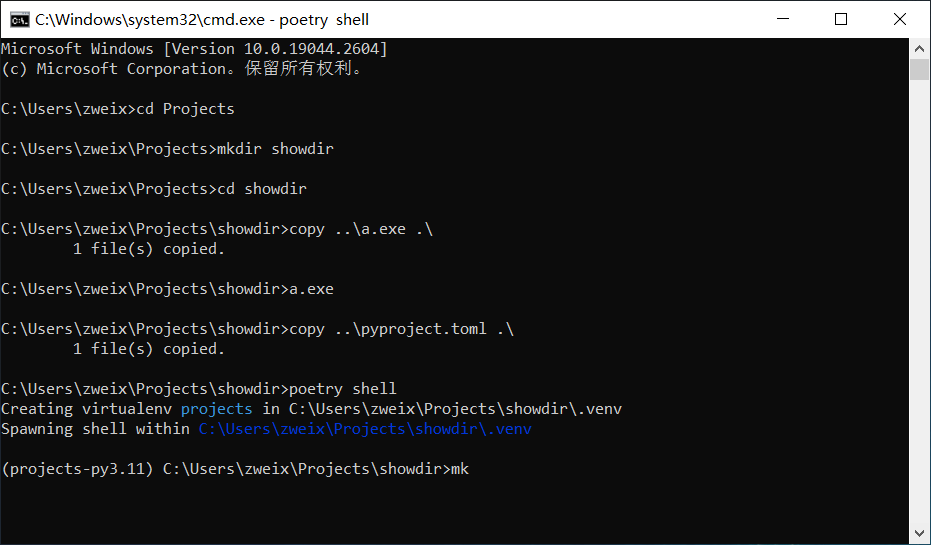 C:\Windows\system32\cmd.exe - poetry  shell
Microsoft Windows [Version 10.0.19044.2604]
(c) Microsoft Corporation。保留所有权利。
C:\Users\zweix>cd Projects
C:\Users\zweix\Projects>mkdir showdir
C:\Users\zweix\Projects>cd showdir
C:\Users\zweix\Projects\showdir>copy ..\a.exe .\
        1 file(s) copied.
C:\Users\zweix\Projects\showdir>a.exe
C:\Users\zweix\Projects\showdir>copy ..\pyproject.toml .\
        1 file(s) copied.
C:\Users\zweix\Projects\showdir>poetry shell
Creating virtualenv projects in C:\Users\zweix\Projects\showdir\.venv
Spawning shell within C:\Users\zweix\Projects\showdir\.venv
(projects-py3.11) C:\Users\zweix\Projects\showdir>mk